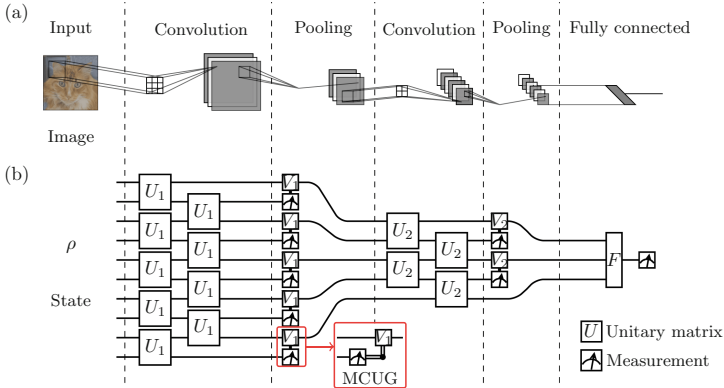 (a)
Input Convolution Pooling Convolution Pooling Fully connected
Image
(b)
ρ
State
U₁ U₁ U₁ U₁ U₁
U₁ U₁ U₁ U₁
V₁ V₁ V₁ V₁ V₁
U₂ U₂
U₂ U₂
V₂ V₂
F
V₁
MCUG
U Unitary matrix
Measurement